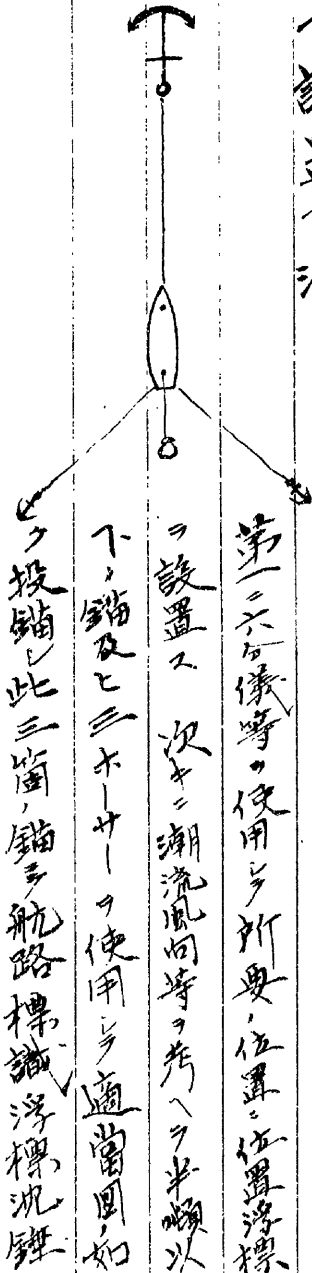 第一ニ六分儀等ヲ使用シテ所要ノ位置ニ位置浮標
ヲ設置ス 次キニ潮流風向等ヲ考ヘテ半噸以
下ノ錨及ヒ三ホーサーヲ使用シテ適當図ノ如
ク投錨シ此三箇ノ錨ヲ航路標識浮標沈錘